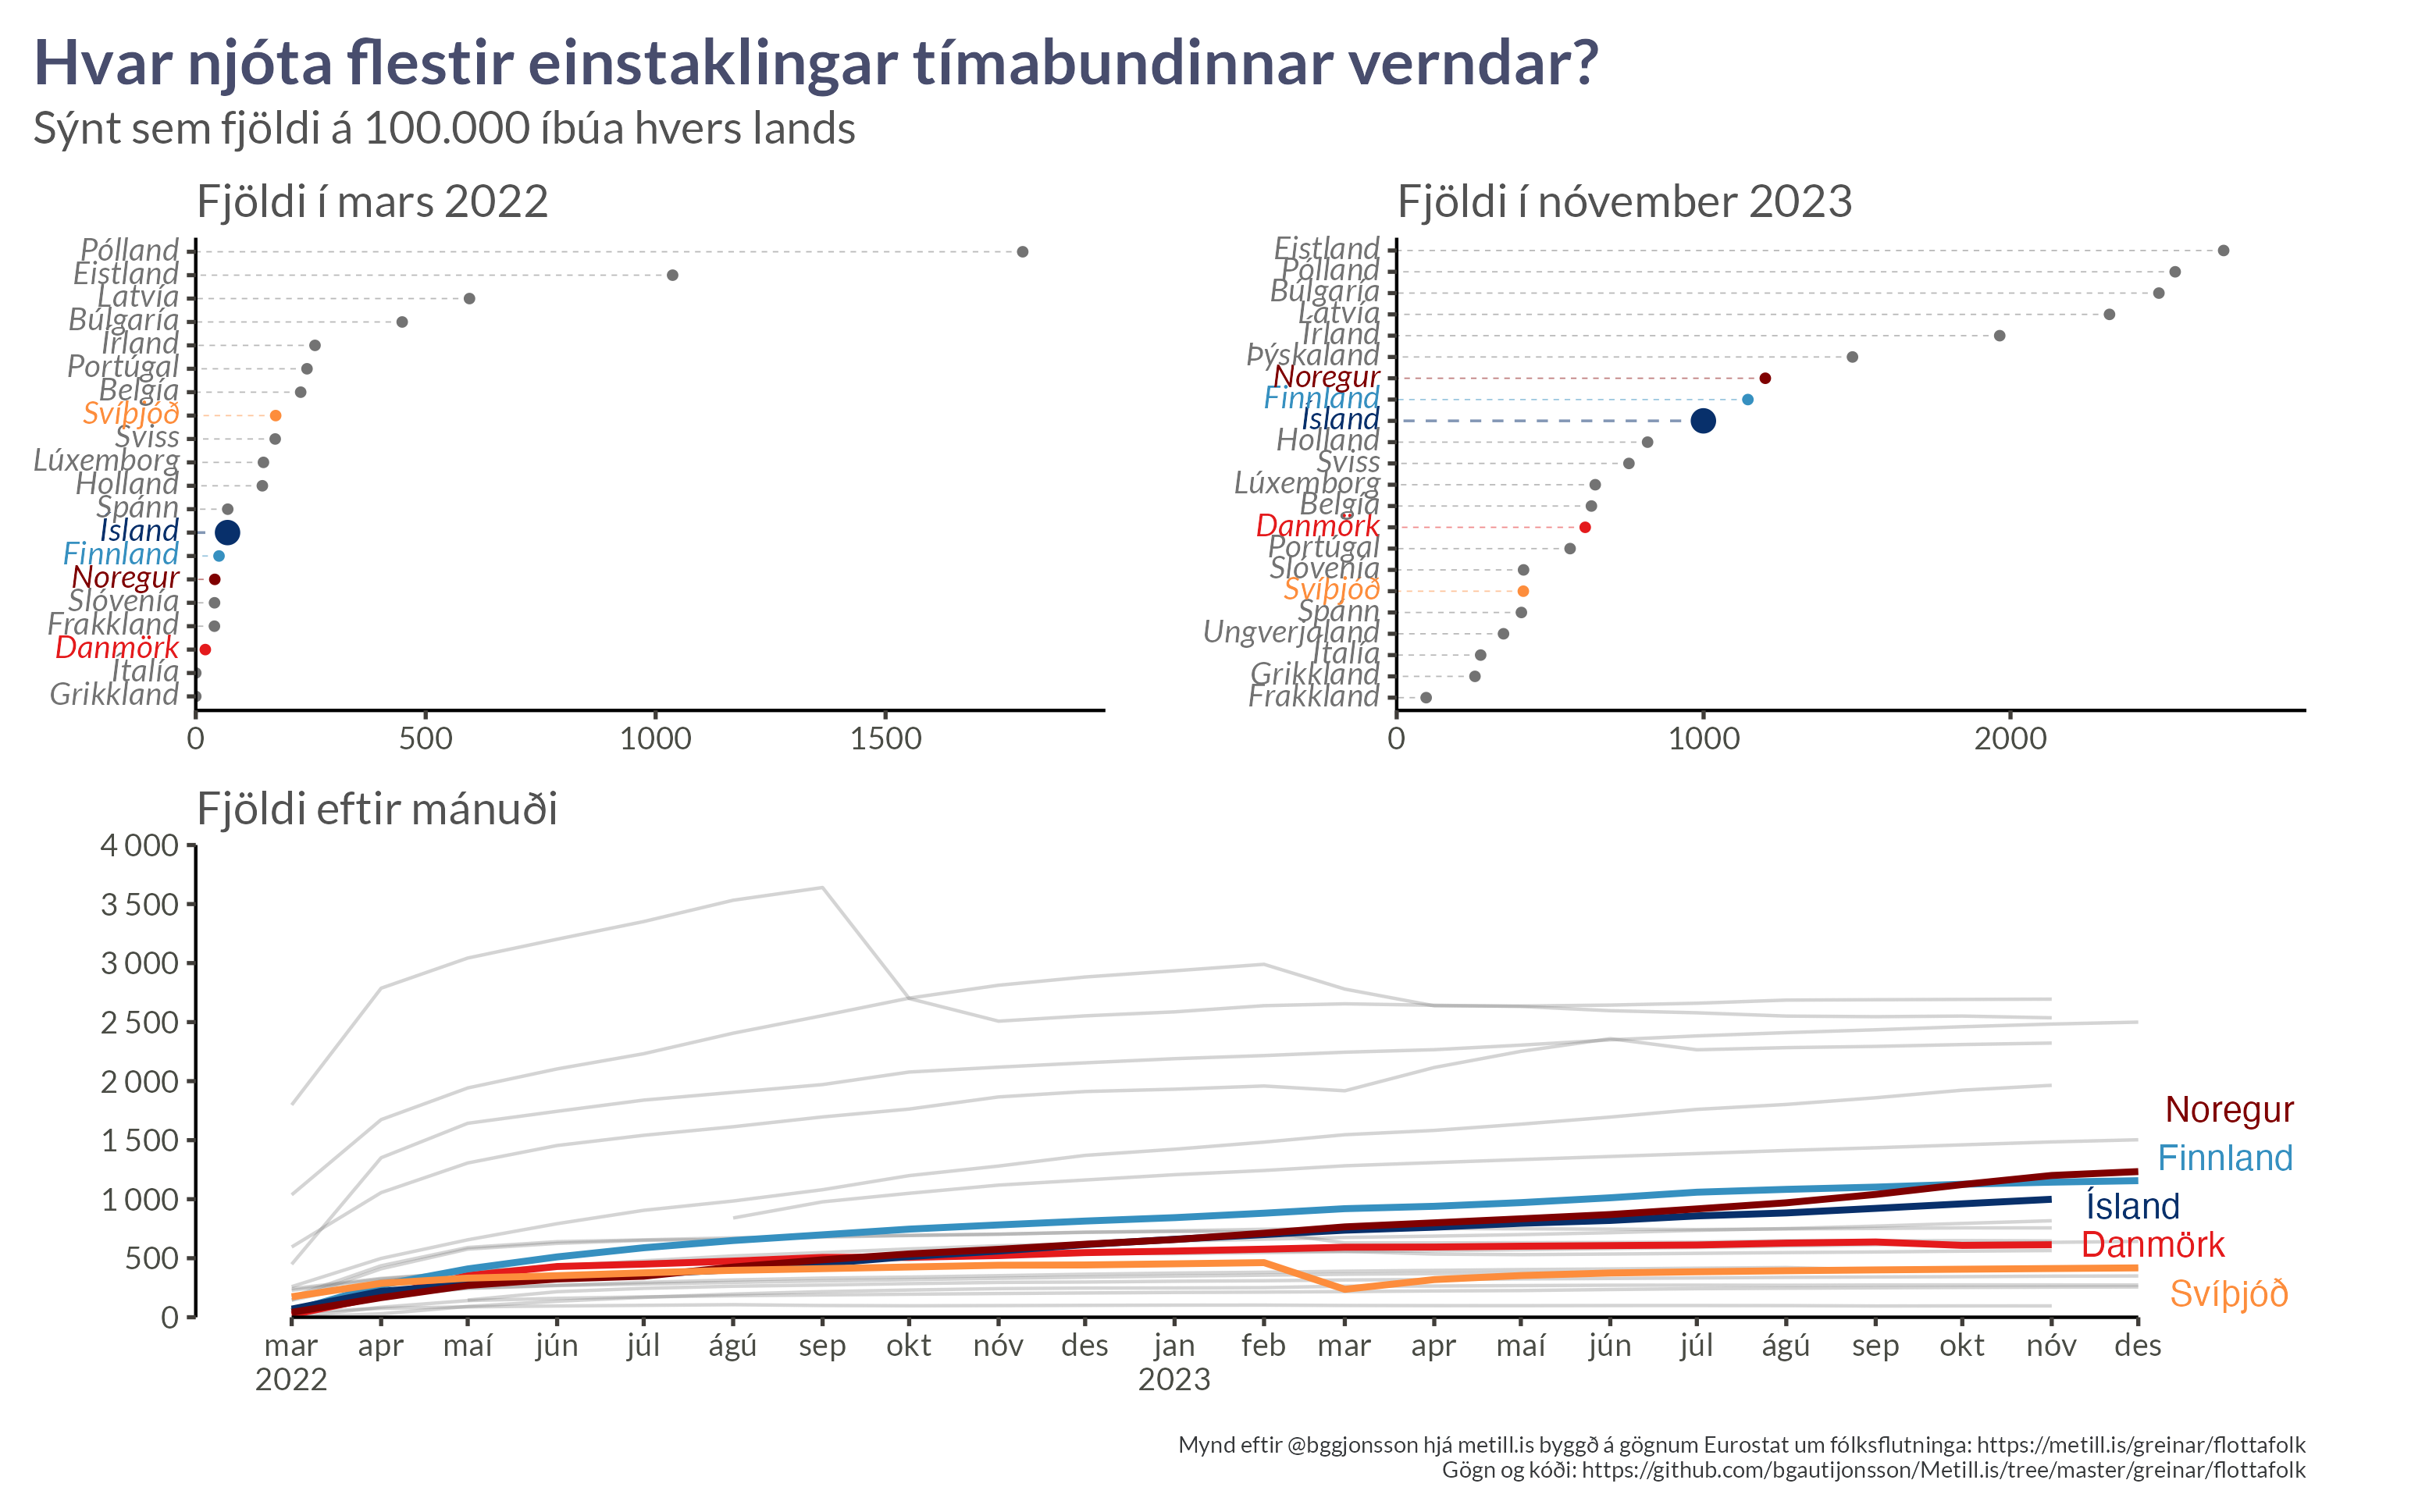 Hvar njóta flestir einstaklingar tímabundinnar verndar?
Sýnt sem fjöldi á 100.000 íbúa hvers lands
Fjöldi í mars 2022
Pólland
Eistland
Latvía
Búlgaría
Írland
Portúgal
Belgía
Svíþjóð
Sviss
Lúxemborg
Holland
Spánn
Ísland
Finnland
Noregur
Slóvenía
Frakkland
Danmörk
Ítalía
Grikkland
0 500 1000 1500
Fjöldi í nóvember 2023
Eistland
Pólland
Búlgaría
Latvía
Írland
Þýskaland
Noregur
Finnland
Ísland
Holland
Sviss
Lúxemborg
Belgía
Danmörk
Portúgal
Slóvenía
Svíþjóð
Spánn
Ungverjaland
Ítalía
Grikkland
Frakkland
0 1000 2000
Fjöldi eftir mánuði
4 000
3 500
3 000
2 500
2 000
1 500
1 000
500
0
Noregur
Finnland
Ísland
Danmörk
Svíþjóð
mar apr maí jún júl ágú sep okt nóv des jan feb mar apr maí jún júl ágú sep okt nóv des
2022 2023
Mynd eftir @bggjonsson hjá metill.is byggð á gögnum Eurostat um fólksflutninga: https://metill.is/greinar/flottafolk
Gögn og kóði: https://github.com/bgautijonsson/Metill.is/tree/master/greinar/flottafolk